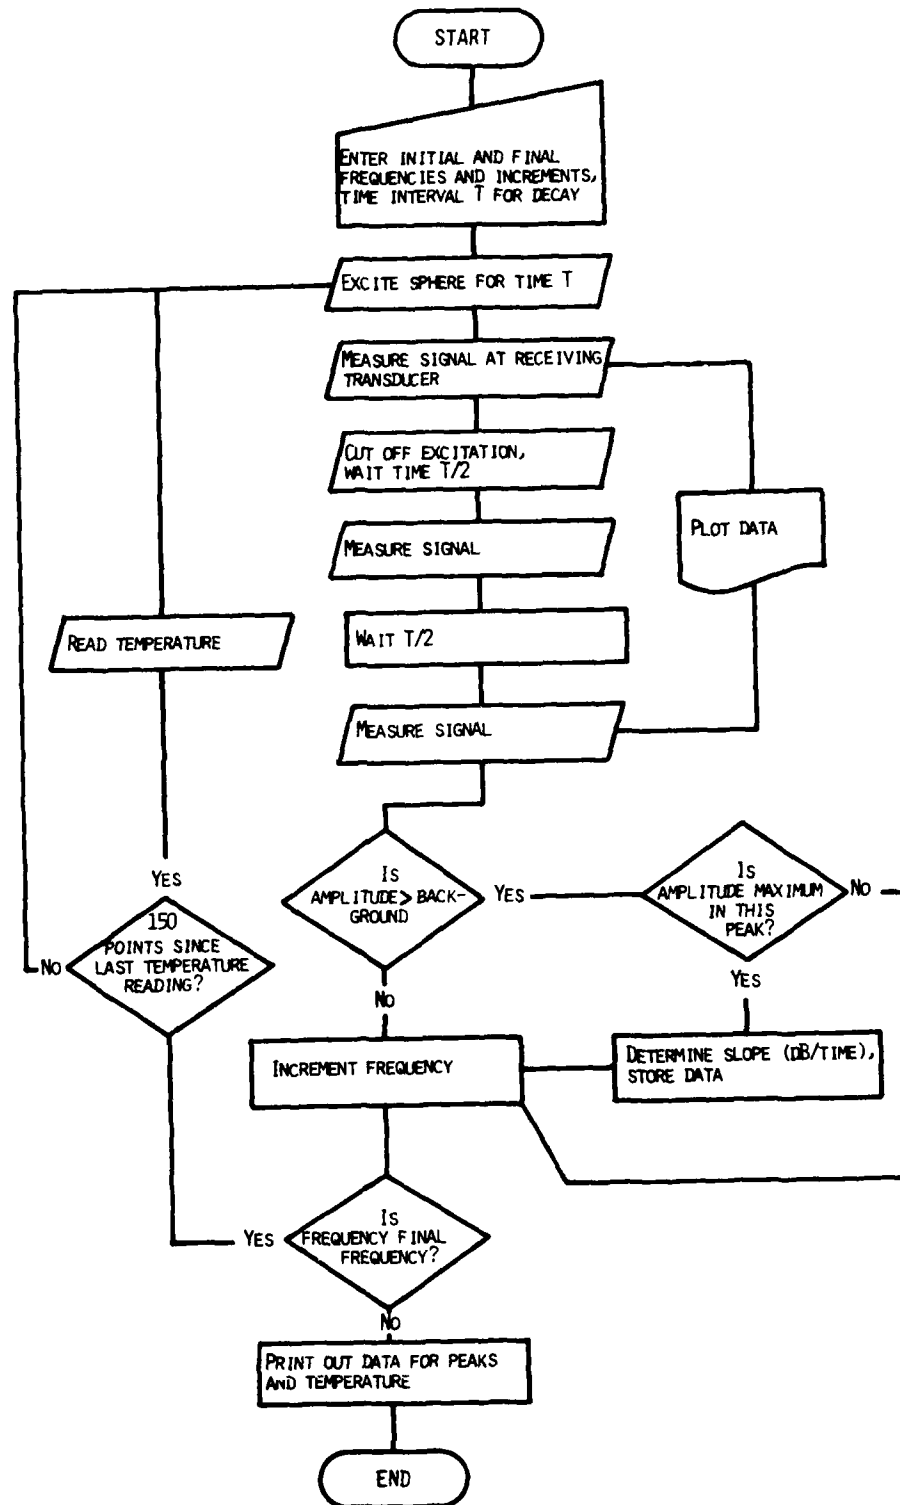 START
ENTER INITIAL AND FINAL
FREQUENCIES AND INCREMENTS,
TIME INTERVAL T FOR DECAY
EXCITE SPHERE FOR TIME T
MEASURE SIGNAL AT RECEIVING
TRANSDUCER
CUT OFF EXCITATION,
WAIT TIME T/2
PLOT DATA
MEASURE SIGNAL
READ TEMPERATURE
WAIT T/2
MEASURE SIGNAL
YES
150
POINTS SINCE
LAST TEMPERATURE
READING?
NO
IS
AMPLITUDE > BACK-
GROUND
YES
IS
AMPLITUDE MAXIMUM
IN THIS
PEAK?
NO
NO
YES
INCREMENT FREQUENCY
DETERMINE SLOPE (DB/TIME),
STORE DATA
YES
IS
FREQUENCY FINAL
FREQUENCY?
NO
PRINT OUT DATA FOR PEAKS
AND TEMPERATURE
END